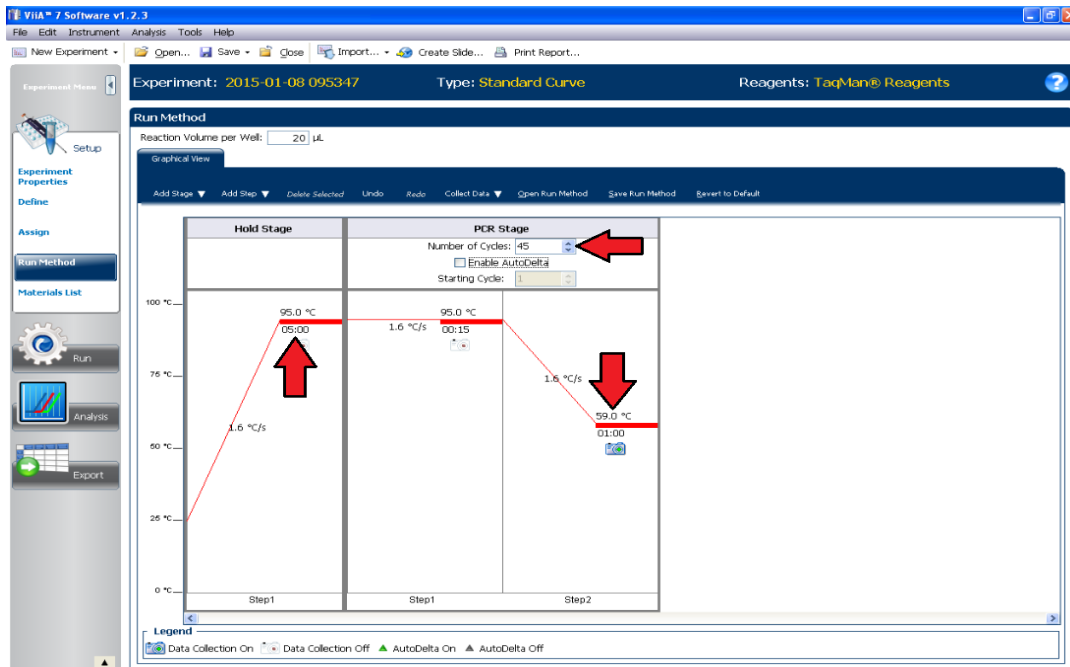 ViiA™ 7 Software v1.2.3
File Edit Instrument Analysis Tools Help
New Experiment Open... Save Close Import... Create Slide... Print Report...
Experiment Menu
Experiment: 2015-01-08 095347 Type: Standard Curve Reagents: TaqMan® Reagents ?
Setup
Experiment Properties
Define
Assign
Run Method
Materials List
Run
Analysis
Export
Run Method
Reaction Volume per Well: 20 µL
Graphical View
Add Stage Add Step Delete Selected Undo Redo Collect Data Open Run Method Save Run Method Revert to Default
Hold Stage PCR Stage
Number of Cycles: 45
Enable AutoDelta
Starting Cycle: 1
100 °C
95.0 °C 95.0 °C
05:00 1.6 °C/s 00:15
75 °C
1.6 °C/s
59.0 °C
1.6 °C/s 01:00
50 °C
25 °C
0 °C
Step1 Step1 Step2
Legend
Data Collection On Data Collection Off AutoDelta On AutoDelta Off